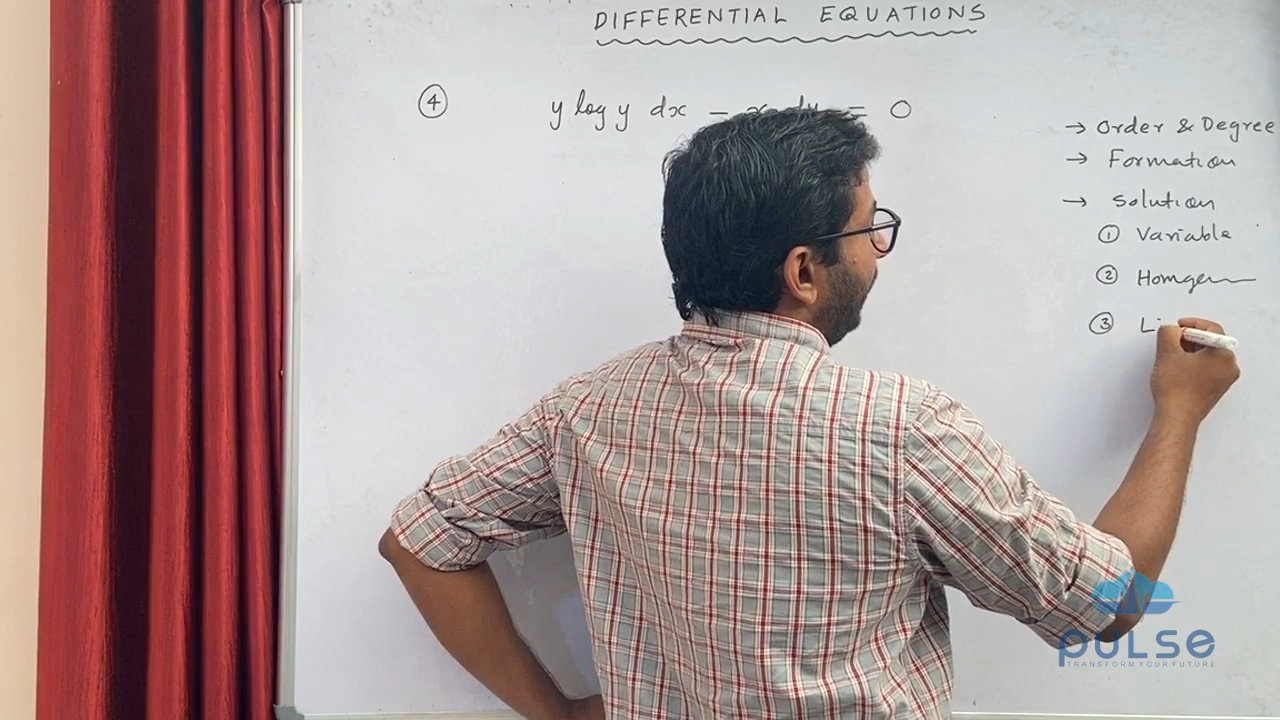 DIFFERENTIAL EQUATIONS
④ y log y dx - x dy = 0
→ Order & Degree
→ Formation
→ Solution
① Variable
② Homgen
③ Li
pulse
TRANSFORM YOUR FUTURE